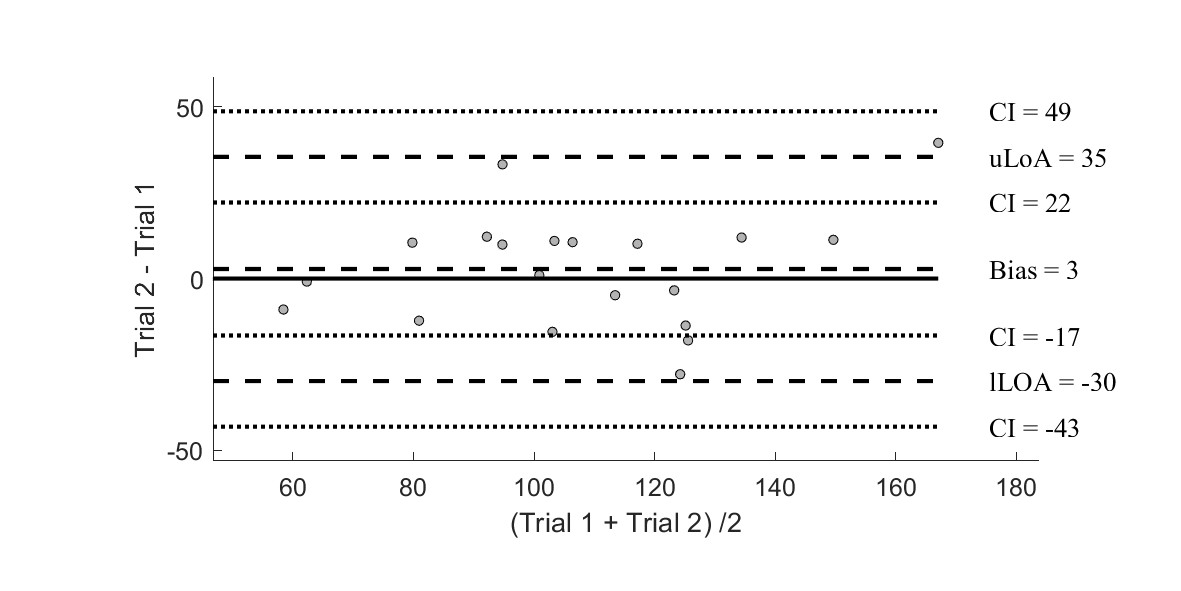 50
0
-50
Trial 2 - Trial 1
60 80 100 120 140 160 180
(Trial 1 + Trial 2) /2
CI = 49
uLoA = 35
CI = 22
Bias = 3
CI = -17
lLOA = -30
CI = -43